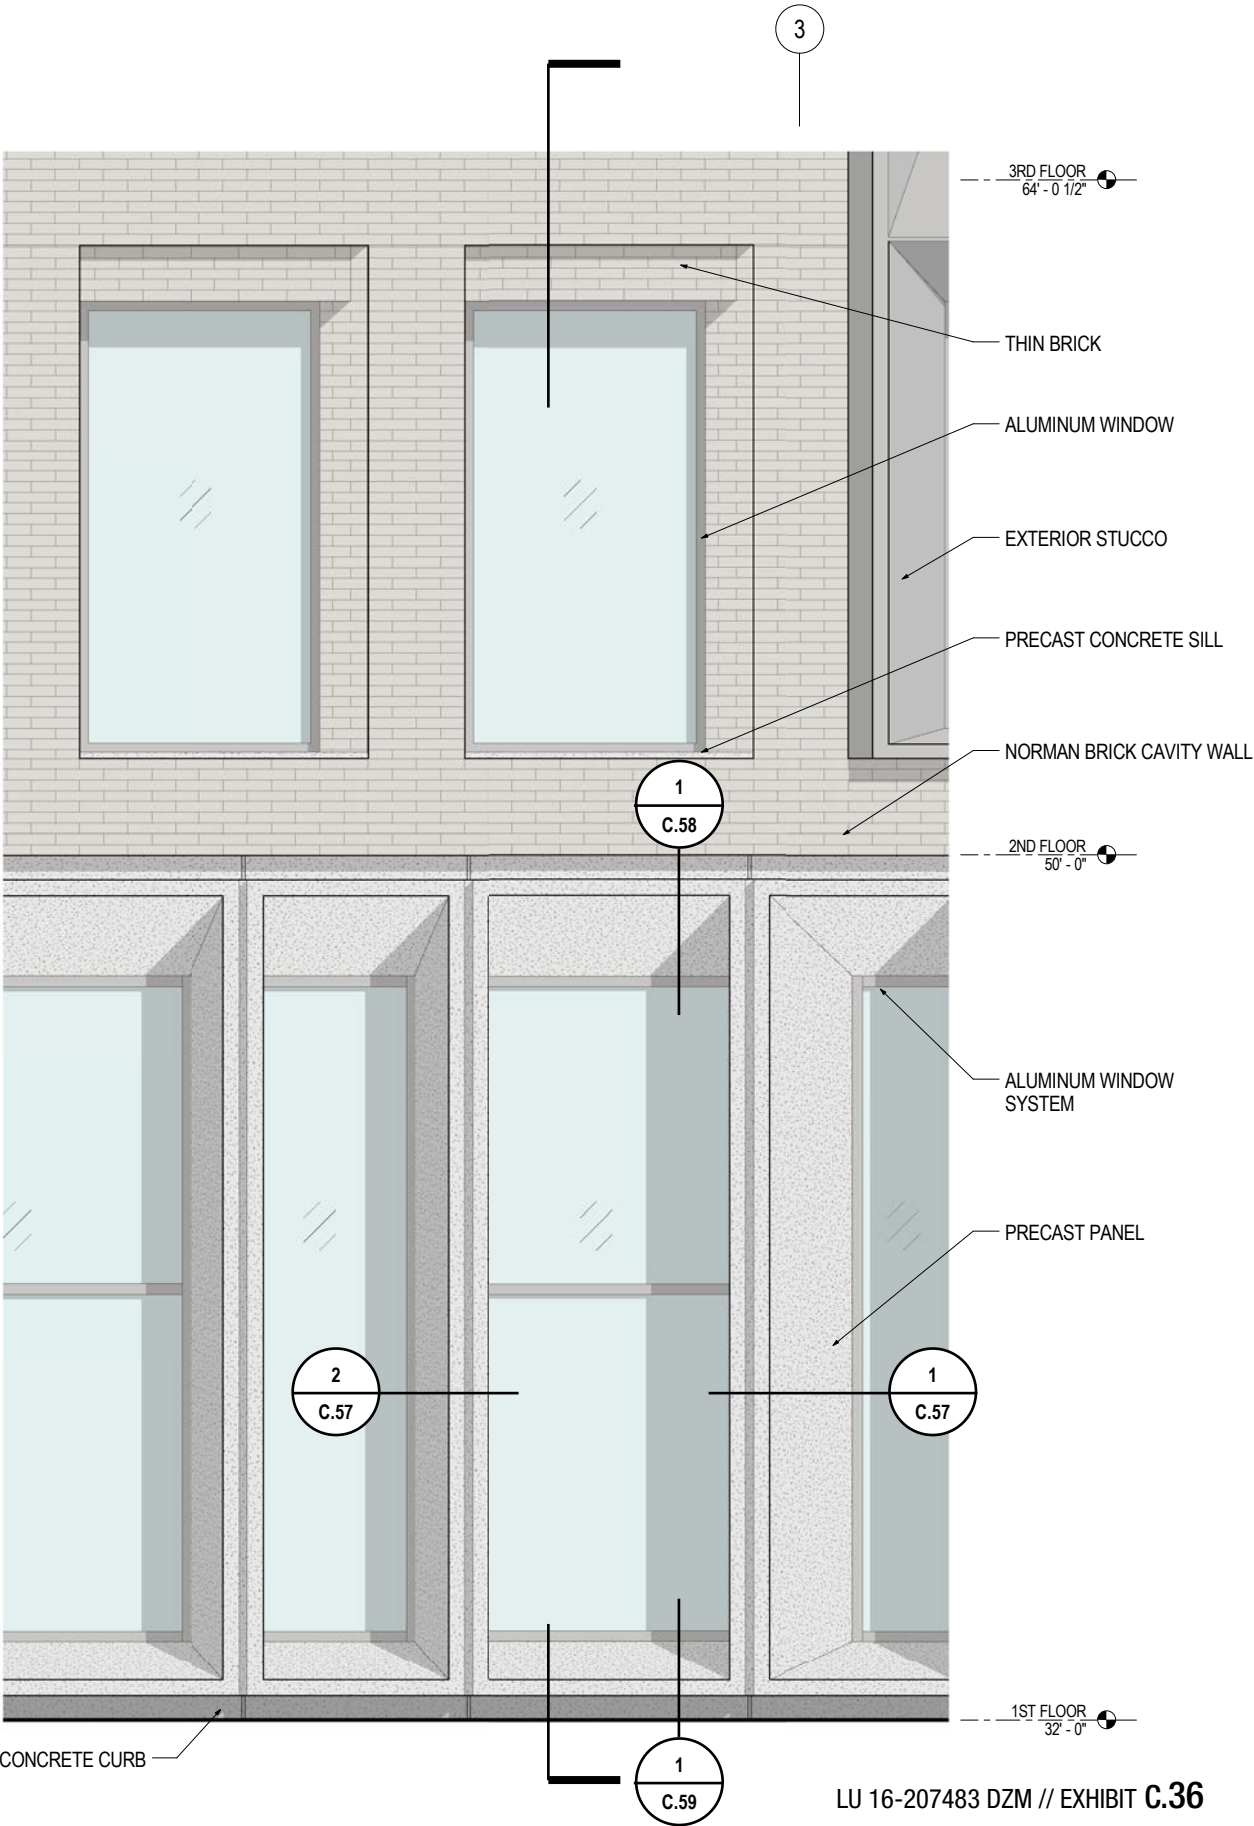 3
3RD FLOOR
64' - 0 1/2"
THIN BRICK
ALUMINUM WINDOW
EXTERIOR STUCCO
PRECAST CONCRETE SILL
NORMAN BRICK CAVITY WALL
1
C.58
2ND FLOOR
50' - 0"
ALUMINUM WINDOW
SYSTEM
PRECAST PANEL
2
C.57
1
C.57
1ST FLOOR
32' - 0"
CONCRETE CURB
1
C.59
LU 16-207483 DZM // EXHIBIT C.36